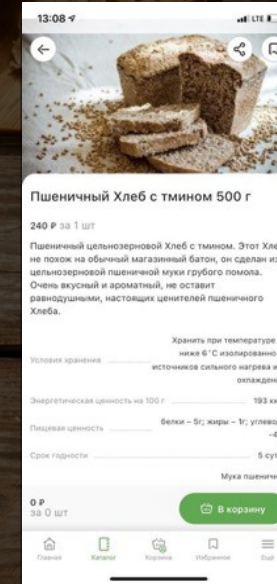 13:08
LTE
Пшеничный Хлеб с тмином 500 г
240 ₽ за 1 шт
Пшеничный цельнозерновой Хлеб с тмином. Этот Хле
не похож на обычный магазинный батон, он сделан из
цельнозерновой пшеничной муки грубого помола.
Очень вкусный и ароматный, не оставит
равнодушными, настоящих ценителей пшеничного
Хлеба.
Хранить при температуре
ниже 6°C изолированно
Условия хранения
источников сильного нагрева и
охлажден
Энергетическая ценность на 100 г
193 кк
Пищевая ценность
белки – 5г; жиры – 1г; углево
-4
Срок годности
5 сут
Мука пшеничн
0 ₽
за 0 шт
В корзину
Главная
Каталог
Корзина
Избранное
Ещё